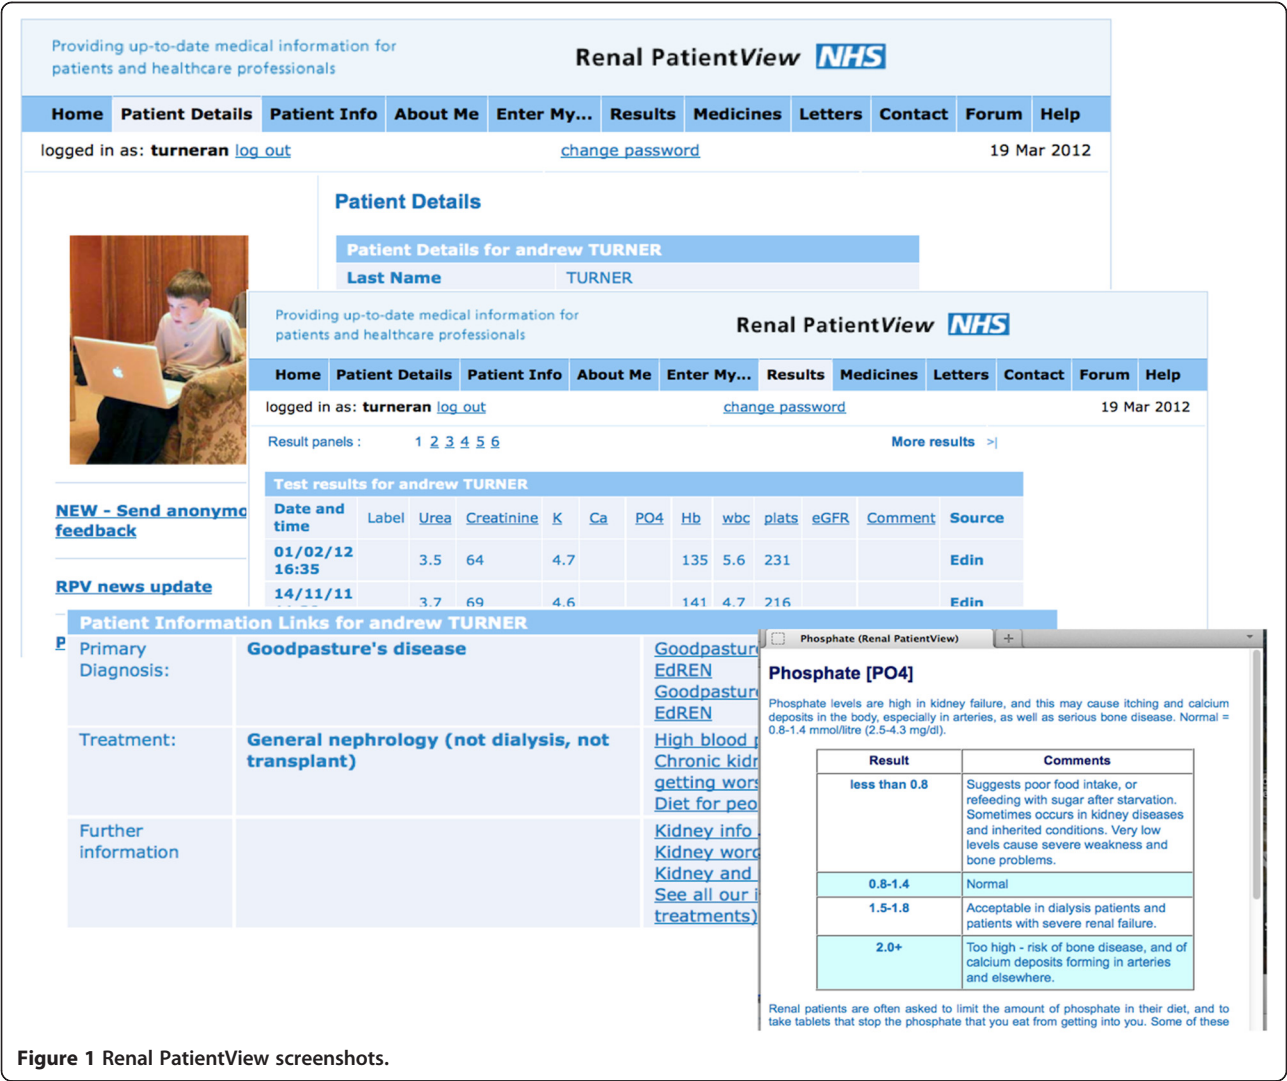 Providing up-to-date medical information for
patients and healthcare professionals
Renal PatientView NHS
Home Patient Details Patient Info About Me Enter My... Results Medicines Letters Contact Forum Help
logged in as: turneran log out change password 19 Mar 2012
Patient Details
Patient Details for andrew TURNER
Last Name TURNER
NEW - Send anonymo
feedback
RPV news update
P
Providing up-to-date medical information for
patients and healthcare professionals
Renal PatientView NHS
Home Patient Details Patient Info About Me Enter My... Results Medicines Letters Contact Forum Help
logged in as: turneran log out change password 19 Mar 2012
Result panels : 1 2 3 4 5 6 More results >|
Test results for andrew TURNER
Date and
time
Label Urea Creatinine K Ca PO4 Hb wbc plats eGFR Comment Source
01/02/12
16:35
3.5 64 4.7 135 5.6 231 Edin
14/11/11
3.7 69 4.6 141 4.7 216 Edin
Patient Information Links for andrew TURNER
Primary
Diagnosis:
Goodpasture's disease
Goodpasture
EdREN
Goodpasture
EdREN
Treatment:
General nephrology (not dialysis, not
transplant)
High blood p
Chronic kidr
getting wors
Diet for peo
Further
information
Kidney info
Kidney word
Kidney and
See all our i
treatments)
Phosphate (Renal PatientView) +
Phosphate [PO4]
Phosphate levels are high in kidney failure, and this may cause itching and calcium
deposits in the body, especially in arteries, as well as serious bone disease. Normal =
0.8-1.4 mmol/litre (2.5-4.3 mg/dl).
Result Comments
less than 0.8
Suggests poor food intake, or
refeeding with sugar after starvation.
Sometimes occurs in kidney diseases
and inherited conditions. Very low
levels cause severe weakness and
bone problems.
0.8-1.4 Normal
1.5-1.8
Acceptable in dialysis patients and
patients with severe renal failure.
2.0+
Too high - risk of bone disease, and of
calcium deposits forming in arteries
and elsewhere.
Renal patients are often asked to limit the amount of phosphate in their diet, and to
take tablets that stop the phosphate that you eat from getting into you. Some of these
Figure 1 Renal PatientView screenshots.